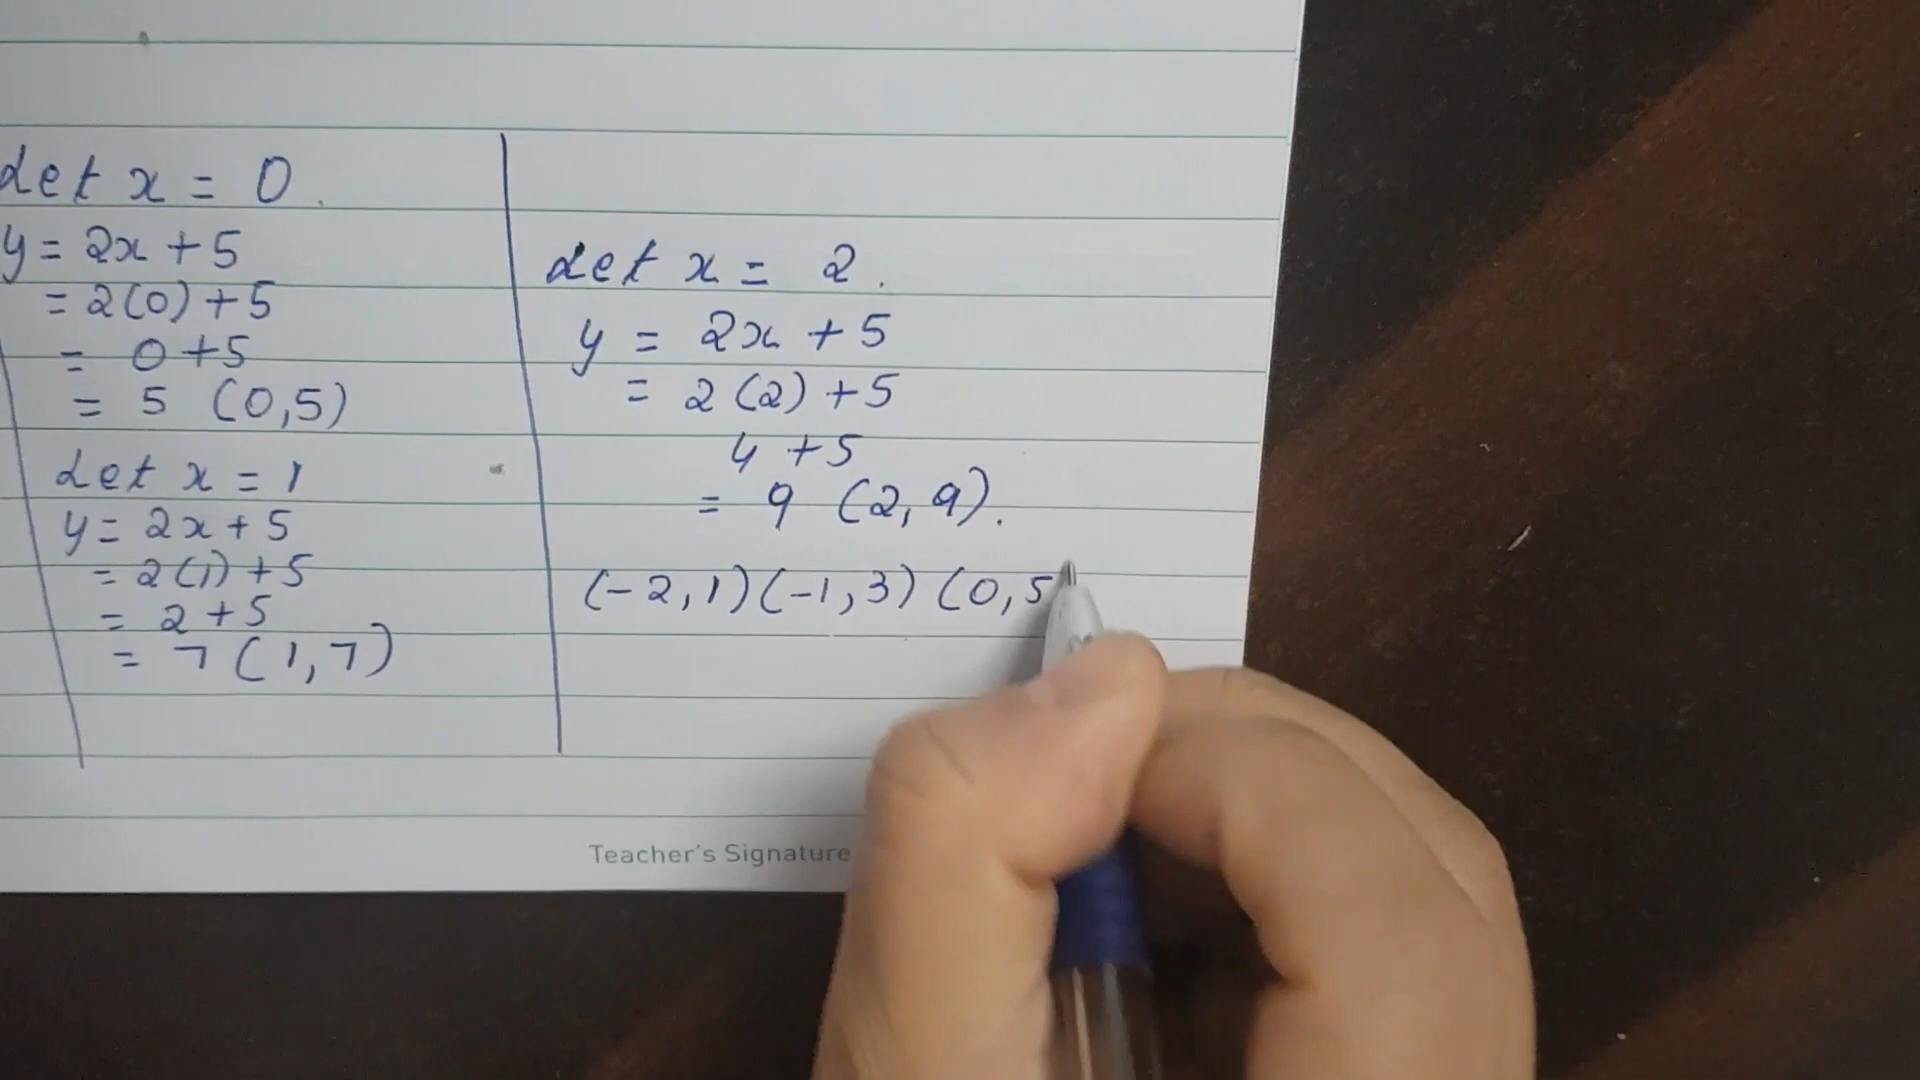 Let x = 0.
y = 2x + 5
= 2(0) + 5
= 0 + 5
= 5 (0,5)
Let x = 1
y = 2x + 5
= 2(1) + 5
= 2 + 5
= 7 (1,7)
Let x = 2.
y = 2x + 5
= 2(2) + 5
4 + 5
= 9 (2,9).
(-2,1)(-1,3)(0,5
Teacher's Signature